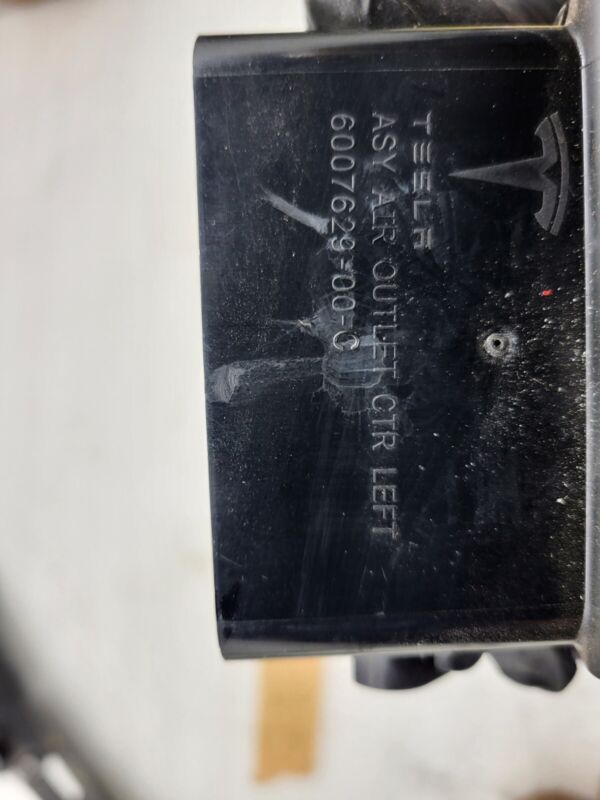 TESLA
ASY AIR OUTLET CTR LEFT
6007629-00-C